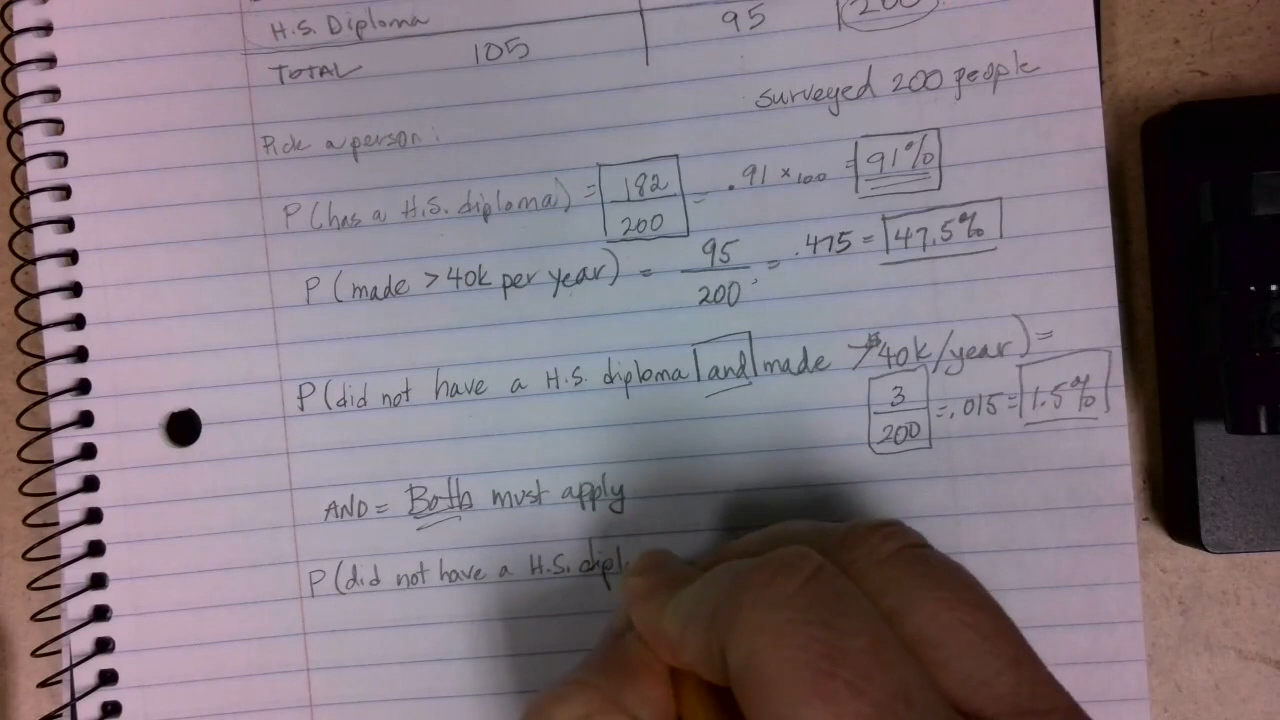 H.S. Diploma 95 200
TOTAL 105
surveyed 200 people
Pick a person:
P(has a H.S. diploma) = 182/200 = .91 × 100 = 91%
P(made > 40k per year) = 95/200 = .475 = 47.5%
P(did not have a H.S. diploma and made > $40k/year) =
3/200 = .015 = 1.5%
AND = Both must apply
P(did not have a H.S. dipl